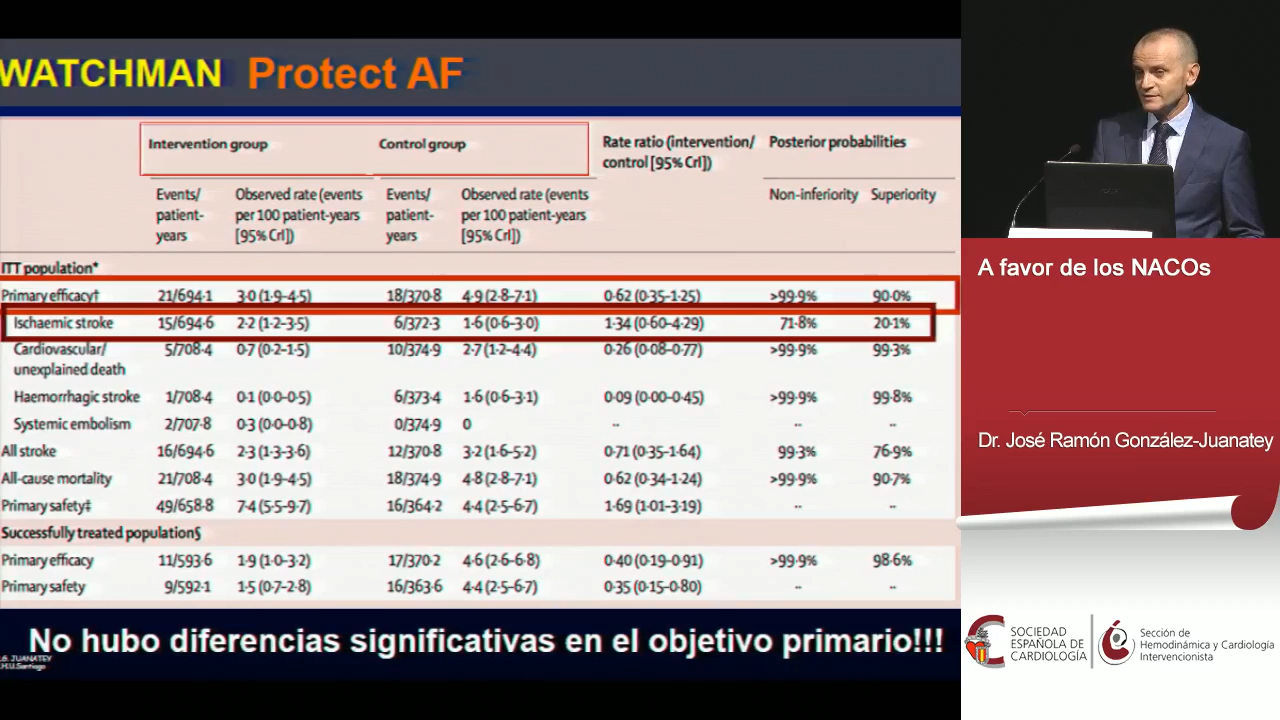 WATCHMAN Protect AF
Intervention group Control group Rate ratio (intervention/ Posterior probabilities
control [95% CrI])
Events/ Observed rate (events Events/ Observed rate (events Non-inferiority Superiority
patient- per 100 patient-years patient- per 100 patient-years
years [95% CrI]) years [95% CrI])
ITT population*
Primary efficacy† 21/694·1 3·0 (1·9–4·5) 18/370·8 4·9 (2·8–7·1) 0·62 (0·35–1·25) >99·9% 90·0%
Ischaemic stroke 15/694·6 2·2 (1·2–3·5) 6/372·3 1·6 (0·6–3·0) 1·34 (0·60–4·29) 71·8% 20·1%
Cardiovascular/ 5/708·4 0·7 (0·2–1·5) 10/374·9 2·7 (1·2–4·4) 0·26 (0·08–0·77) >99·9% 99·3%
unexplained death
Haemorrhagic stroke 1/708·4 0·1 (0·0–0·5) 6/373·4 1·6 (0·6–3·1) 0·09 (0·00–0·45) >99·9% 99·8%
Systemic embolism 2/707·8 0·3 (0·0–0·8) 0/374·9 0 ·· ·· ··
All stroke 16/694·6 2·3 (1·3–3·6) 12/370·8 3·2 (1·6–5·2) 0·71 (0·35–1·64) 99·3% 76·9%
All-cause mortality 21/708·4 3·0 (1·9–4·5) 18/374·9 4·8 (2·8–7·1) 0·62 (0·34–1·24) >99·9% 90·7%
Primary safety‡ 49/658·8 7·4 (5·5–9·7) 16/364·2 4·4 (2·5–6·7) 1·69 (1·01–3·19) ·· ··
Successfully treated population§
Primary efficacy 11/593·6 1·9 (1·0–3·2) 17/370·2 4·6 (2·6–6·8) 0·40 (0·19–0·91) >99·9% 98·6%
Primary safety 9/592·1 1·5 (0·7–2·8) 16/363·6 4·4 (2·5–6·7) 0·35 (0·15–0·80) ·· ··
No hubo diferencias significativas en el objetivo primario!!!
JUANATEY
Santiago
A favor de los NACOs
Dr. José Ramón González-Juanatey
SOCIEDAD
ESPAÑOLA DE
CARDIOLOGÍA
Sección de
Hemodinámica y Cardiología
Intervencionista